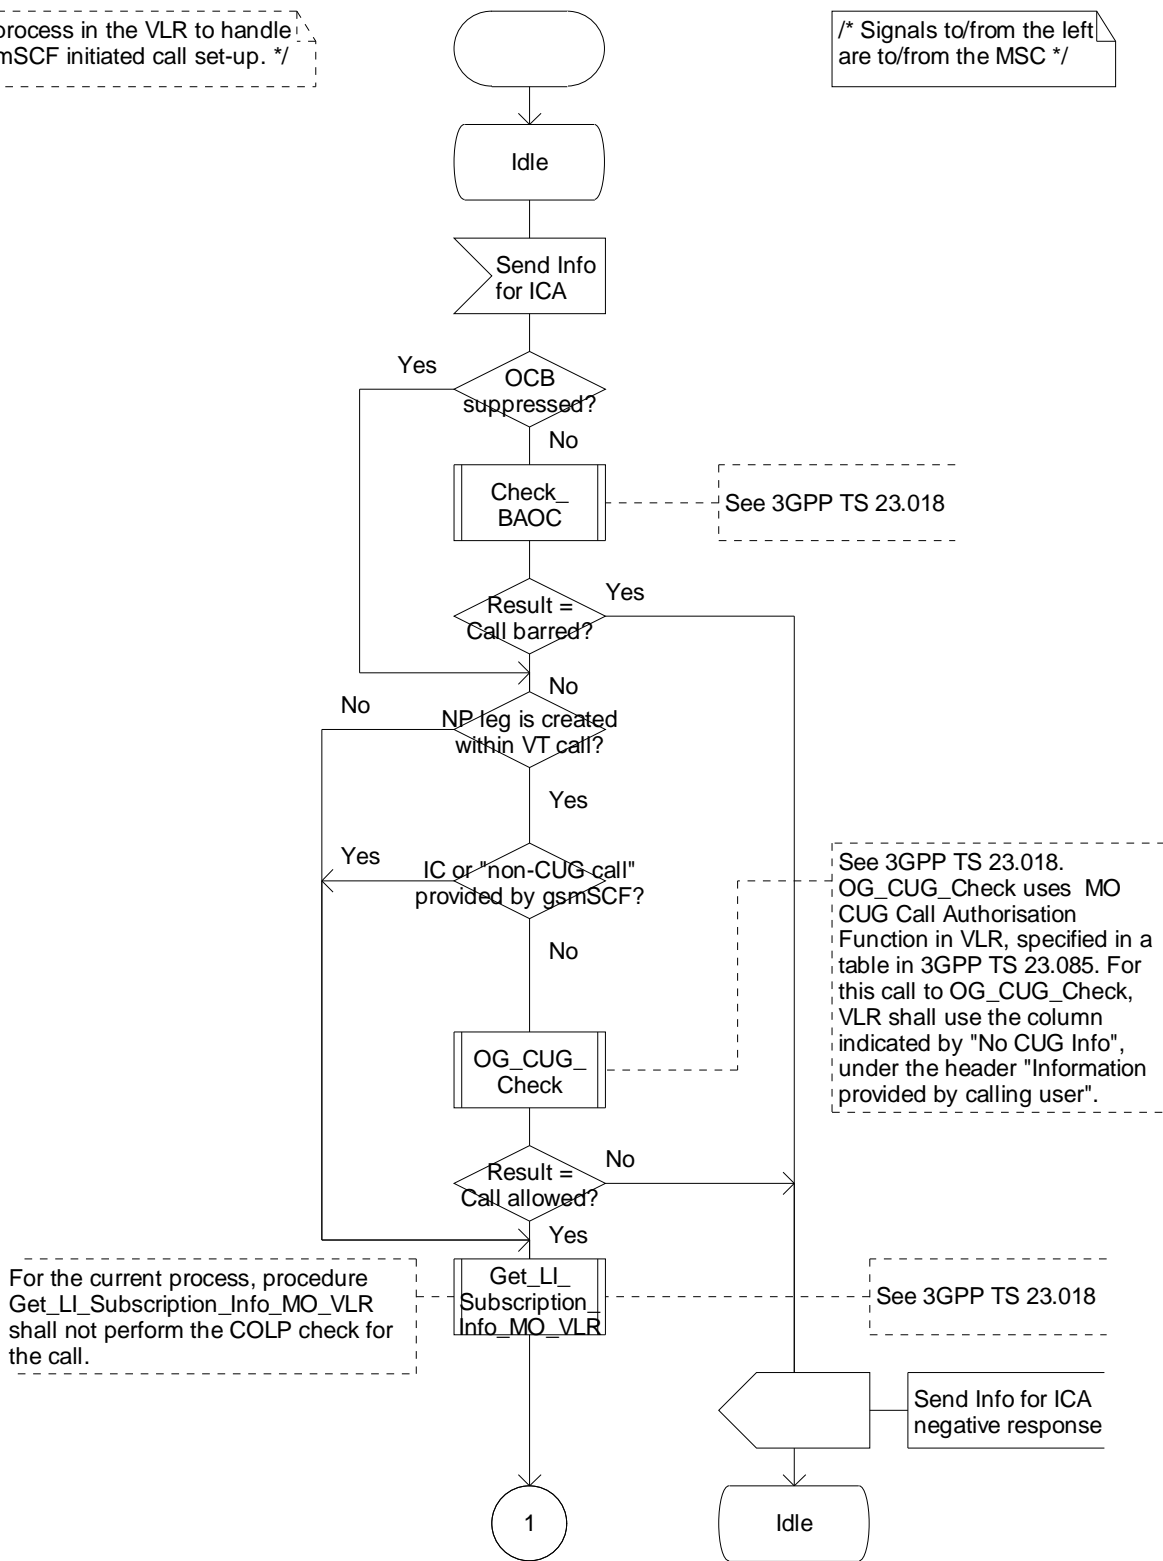 process in the VLR to handle
mSCF initiated call set-up. */
/* Signals to/from the left
are to/from the MSC */
Idle
Send Info
for ICA
Yes
OCB
suppressed?
No
Check_
BAOC
See 3GPP TS 23.018
Result =
Call barred?
Yes
No
No
NP leg is created
within VT call?
Yes
Yes
IC or "non-CUG call"
provided by gsmSCF?
No
See 3GPP TS 23.018.
OG_CUG_Check uses MO
CUG Call Authorisation
Function in VLR, specified in a
table in 3GPP TS 23.085. For
this call to OG_CUG_Check,
VLR shall use the column
indicated by "No CUG Info",
under the header "Information
provided by calling user".
OG_CUG_
Check
Result =
Call allowed?
No
Yes
For the current process, procedure
Get_LI_Subscription_Info_MO_VLR
shall not perform the COLP check for
the call.
Get_LI_
Subscription_
Info_MO_VLR
See 3GPP TS 23.018
Send Info for ICA
negative response
1
Idle